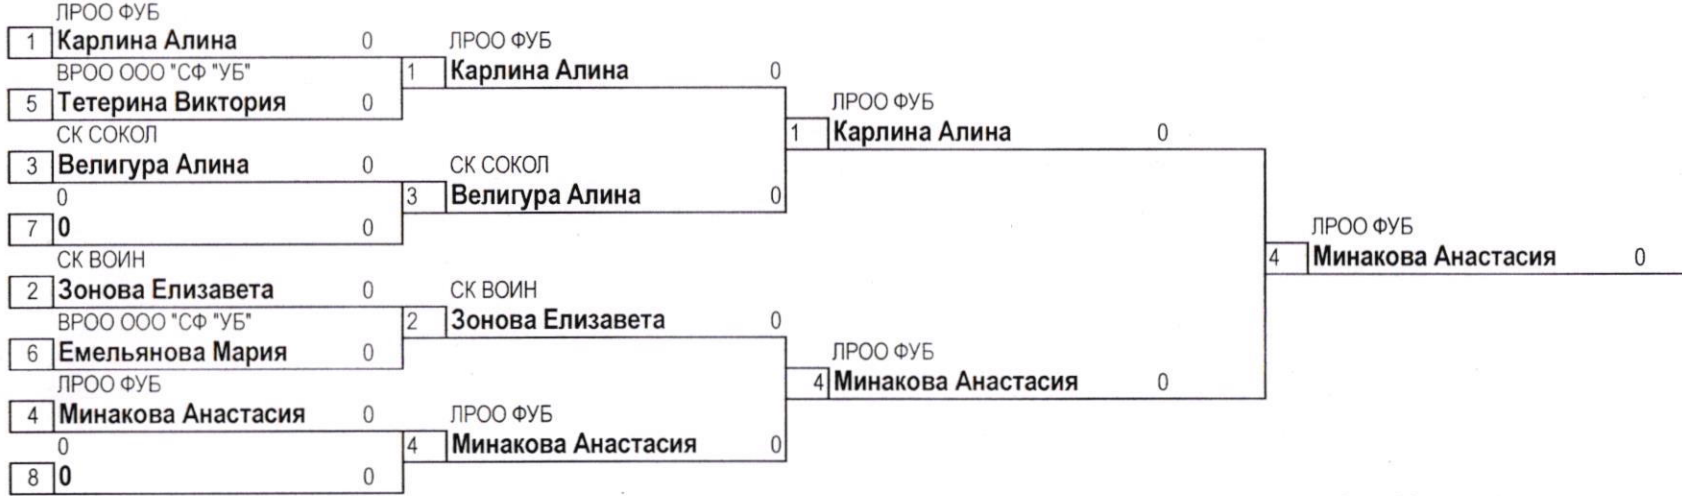 ЛРОО ФУБ
1 Карлина Алина 0
ВРОО ООО "СФ "УБ"
5 Тетерина Виктория 0
СК СОКОЛ
3 Велигура Алина 0
0
7 0 0
СК ВОИН
2 Зонова Елизавета 0
ВРОО ООО "СФ "УБ"
6 Емельянова Мария 0
ЛРОО ФУБ
4 Минакова Анастасия 0
0
8 0 0
ЛРОО ФУБ
1 Карлина Алина 0
СК СОКОЛ
3 Велигура Алина 0
СК ВОИН
2 Зонова Елизавета 0
ЛРОО ФУБ
4 Минакова Анастасия 0
ЛРОО ФУБ
1 Карлина Алина 0
ЛРОО ФУБ
4 Минакова Анастасия 0
ЛРОО ФУБ
4 Минакова Анастасия 0